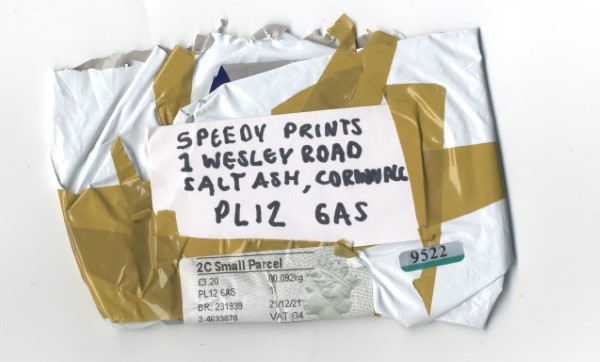 SPEEDY PRINTS
1 WESLEY ROAD
SALTASH, CORNWALL
PL12 6AS
9522
2C Small Parcel
£3.20 00.092kg
PL12 6AS 1
BR: 231939 21/12/21
2-4633678 VAT G4